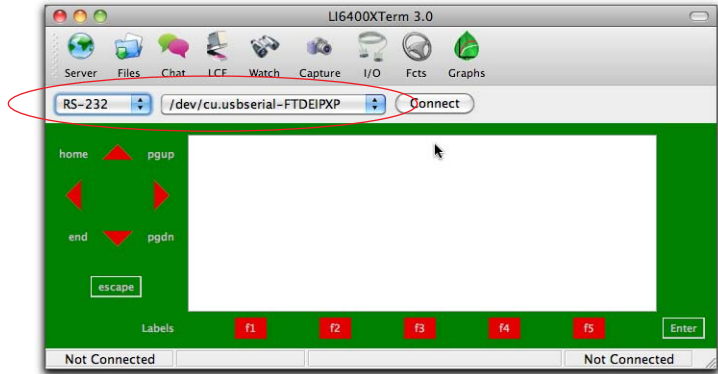 LI6400XTerm 3.0
Server Files Chat LCF Watch Capture I/O Fcts Graphs
RS-232 /dev/cu.usbserial-FTDEIPXP Connect
home pgup
end pgdn
escape
Labels f1 f2 f3 f4 f5 Enter
Not Connected Not Connected